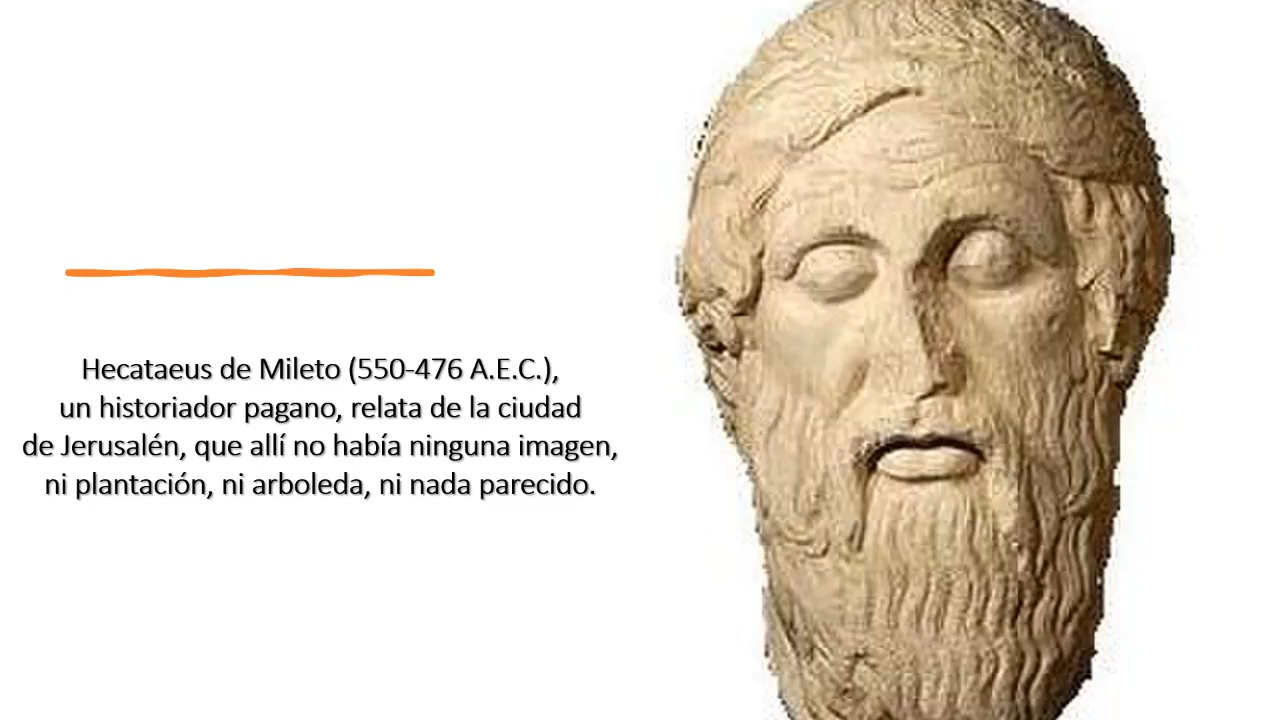 Hecataeus de Mileto (550-476 A.E.C.),
un historiador pagano, relata de la ciudad
de Jerusalén, que allí no había ninguna imagen,
ni plantación, ni arboleda, ni nada parecido.